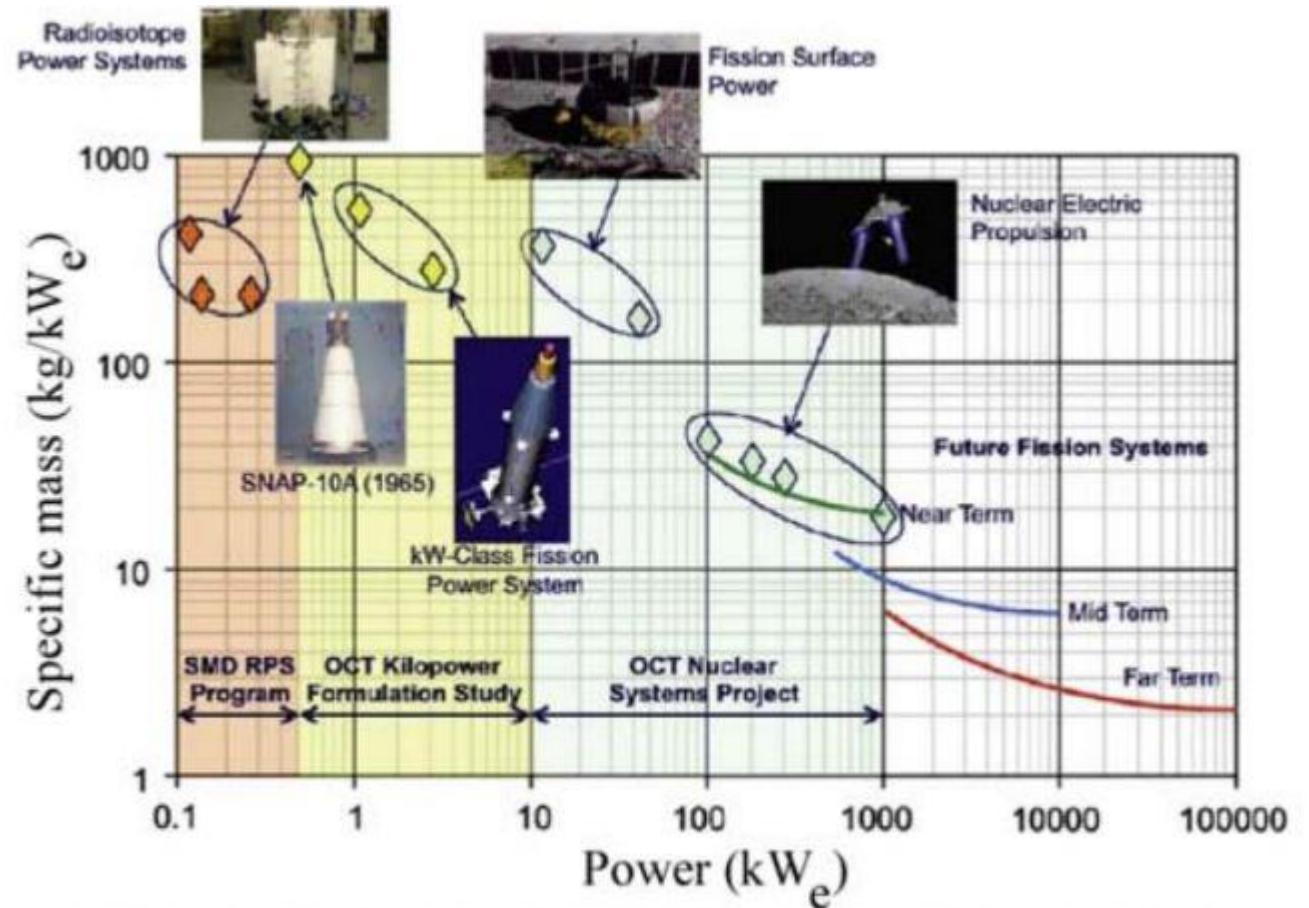 Radioisotope
Power Systems
Fission Surface
Power
Nuclear Electric
Propulsion
1000
100
10
1
Specific mass (kg/kWe)
SNAP-10A (1965)
kW-Class Fission
Power System
Future Fission Systems
Near Term
Mid Term
Far Term
SMD RPS
Program
OCT Kilopower
Formulation Study
OCT Nuclear
Systems Project
0.1
1
10
100
1000
10000
100000
Power (kWe)